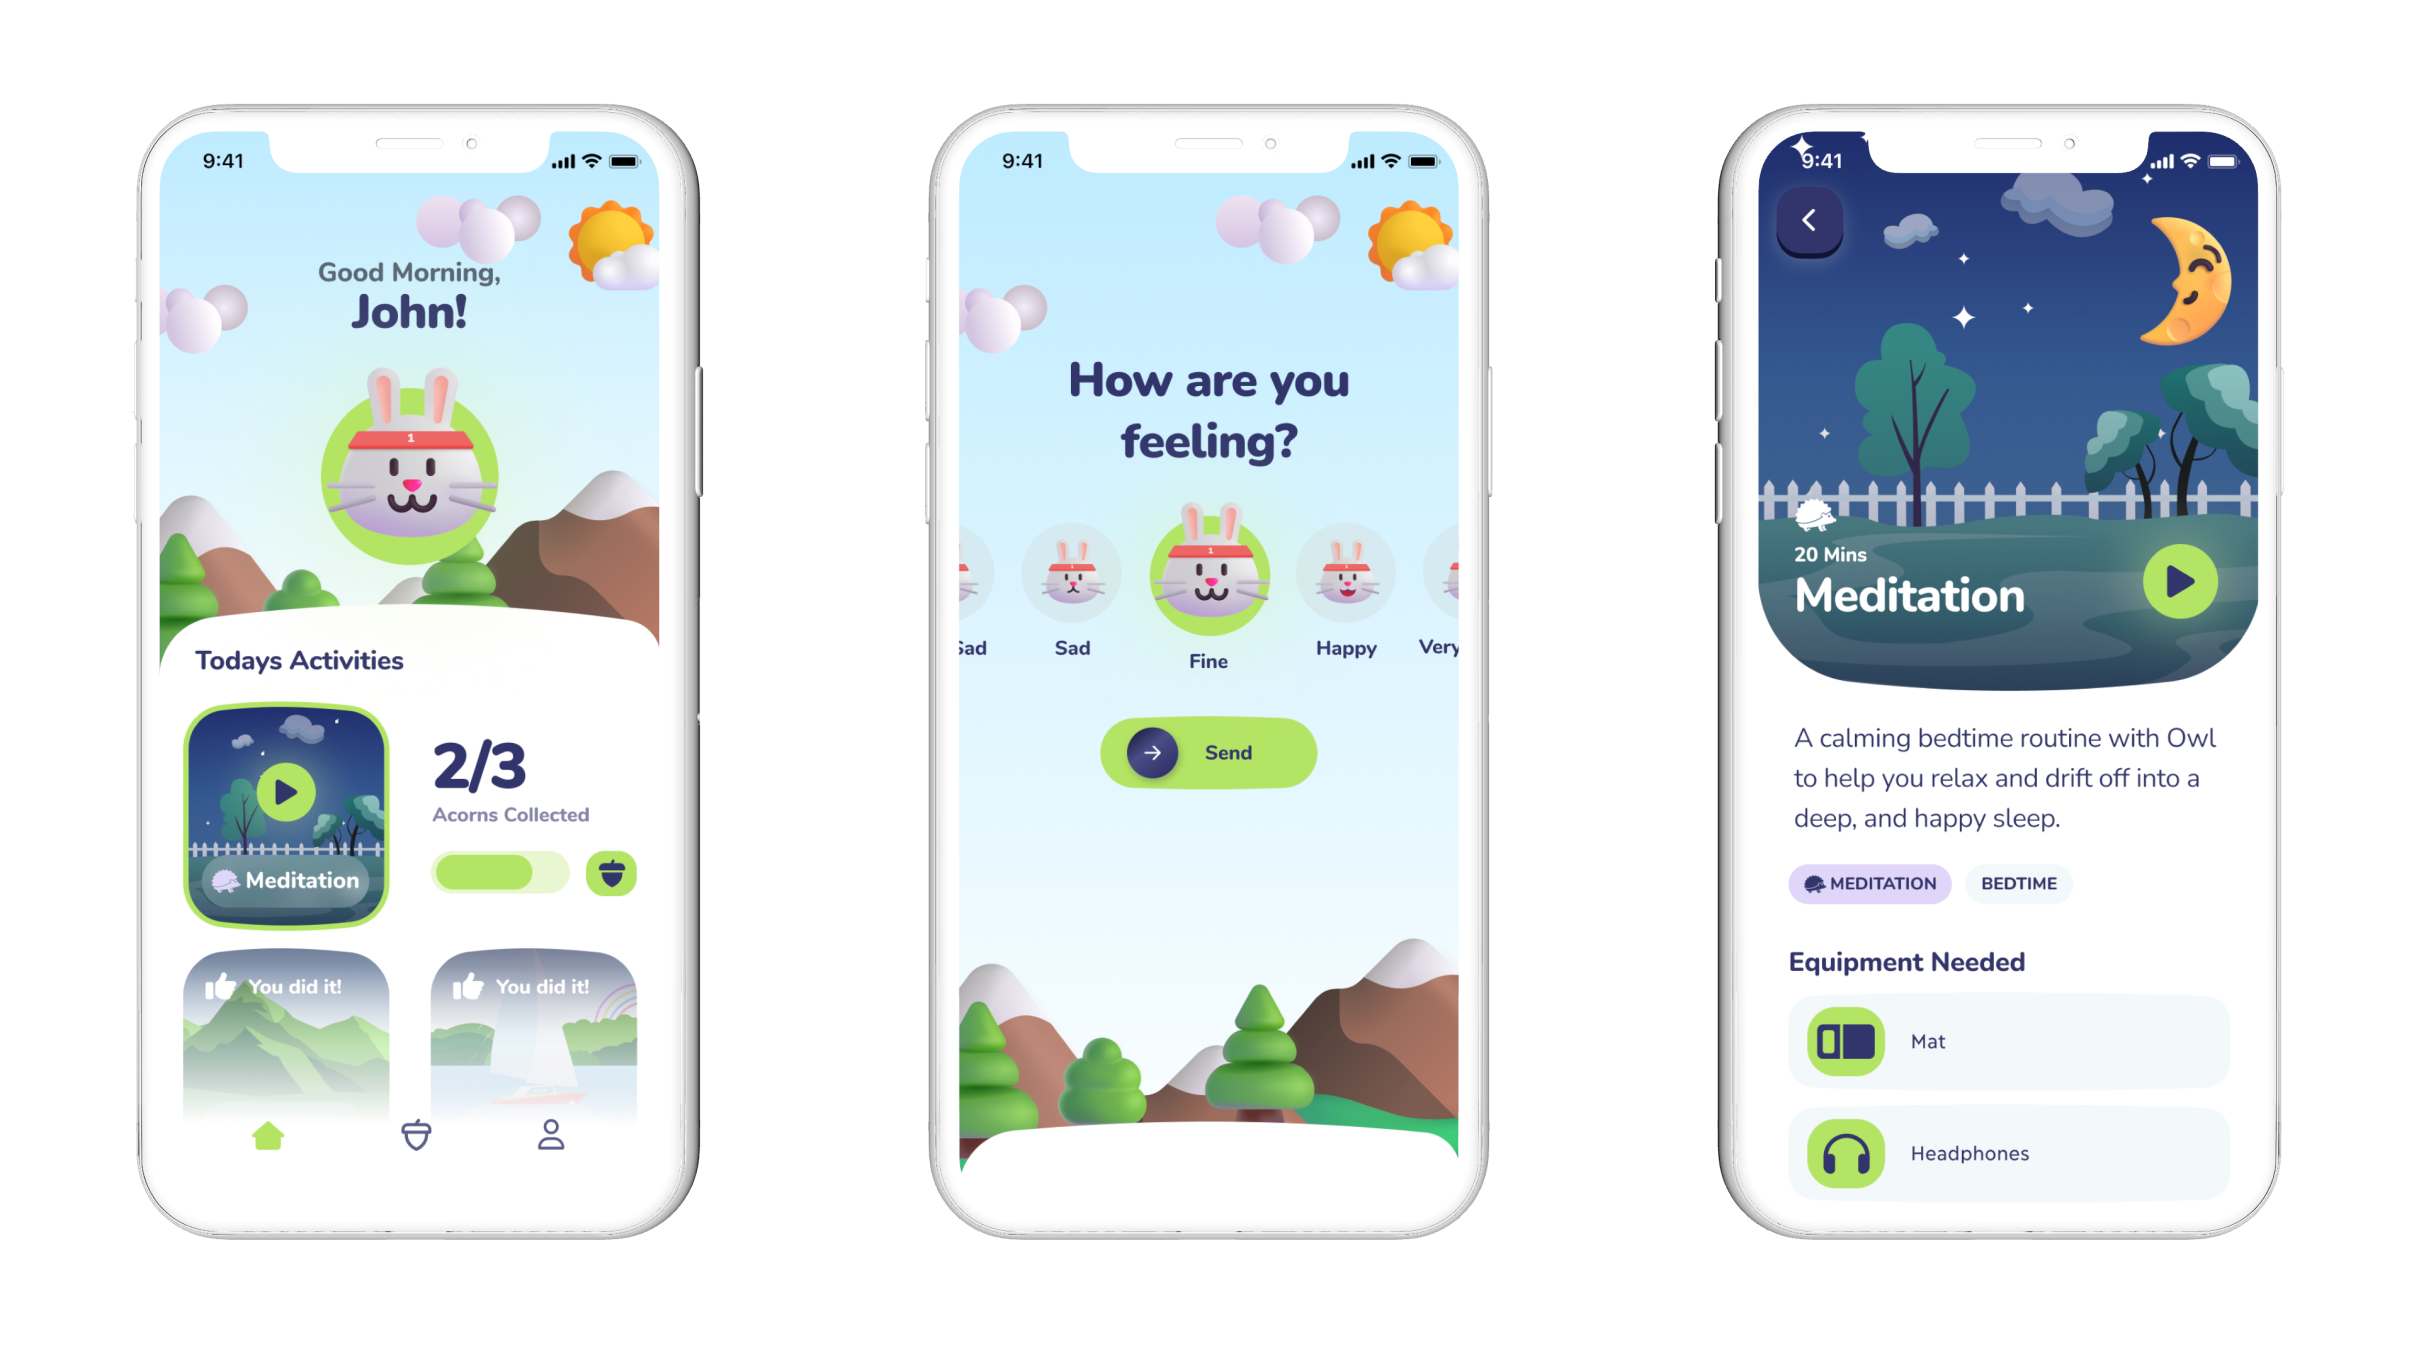 9:41
Good Morning,
John!
1
Todays Activities
Meditation
2/3
Acorns Collected
You did it!
You did it!
9:41
How are you
feeling?
1
Sad
Sad
Fine
Happy
Very
Send
9:41
20 Mins
Meditation
A calming bedtime routine with Owl
to help you relax and drift off into a
deep, and happy sleep.
MEDITATION
BEDTIME
Equipment Needed
Mat
Headphones